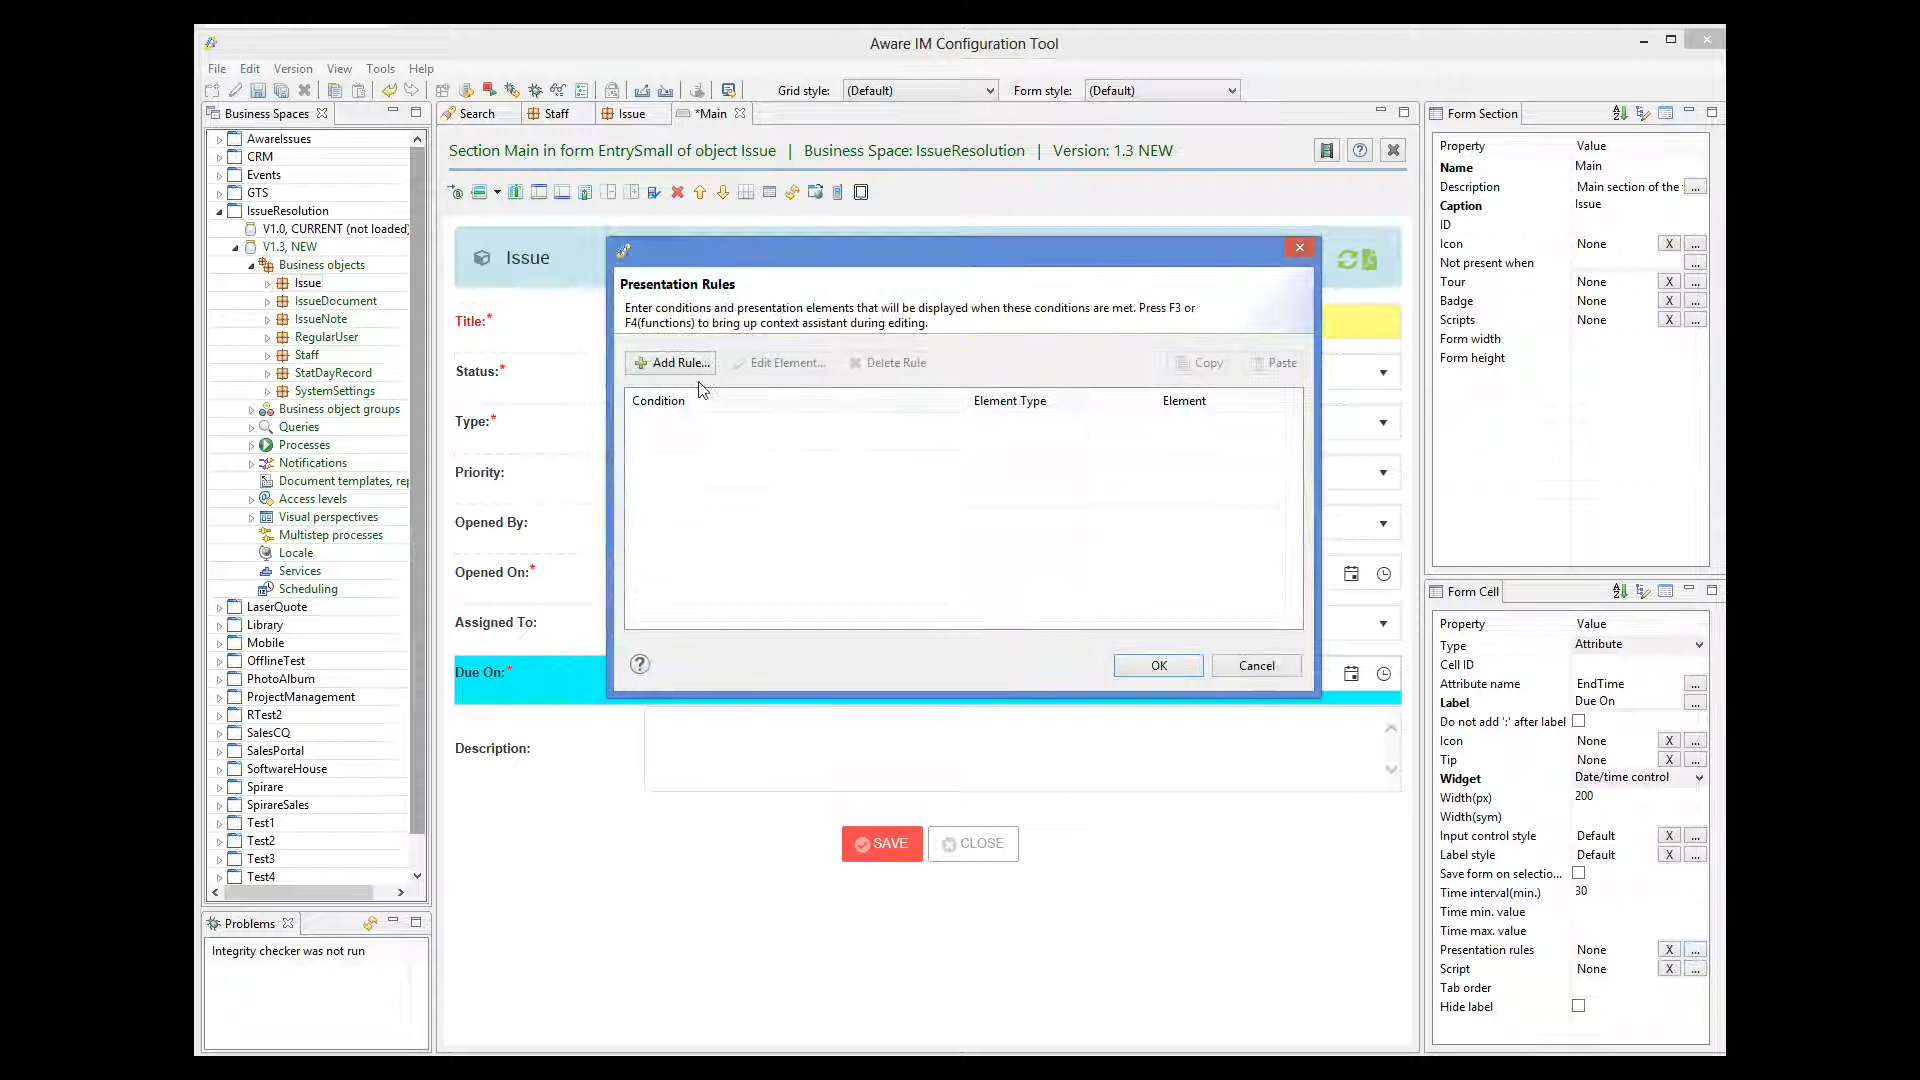 Aware IM Configuration Tool
File Edit Version View Tools Help
Grid style: (Default) Form style: (Default)
Business Spaces
AwareIssues
CRM
Events
GTS
IssueResolution
V1.0, CURRENT (not loaded)
V1.3, NEW
Business objects
Issue
IssueDocument
IssueNote
RegularUser
Staff
StatDayRecord
SystemSettings
Business object groups
Queries
Processes
Notifications
Document templates, rep
Access levels
Visual perspectives
Multistep processes
Locale
Services
Scheduling
LaserQuote
Library
Mobile
OfflineTest
PhotoAlbum
ProjectManagement
RTest2
SalesCQ
SalesPortal
SoftwareHouse
Spirare
SpirareSales
Test1
Test2
Test3
Test4
Problems
Integrity checker was not run
Search Staff Issue *Main
Section Main in form EntrySmall of object Issue | Business Space: IssueResolution | Version: 1.3 NEW
Issue
Title:*
Status:*
Type:*
Priority:
Opened By:
Opened On:*
Assigned To:
Due On:*
Description:
SAVE CLOSE
Presentation Rules
Enter conditions and presentation elements that will be displayed when these conditions are met. Press F3 or
F4(functions) to bring up context assistant during editing.
Add Rule... Edit Element... Delete Rule Copy Paste
Condition Element Type Element
OK Cancel
Form Section
Property Value
Name Main
Description Main section of the ...
Caption Issue
ID
Icon None X ...
Not present when ...
Tour None X ...
Badge None X ...
Scripts None X ...
Form width
Form height
Form Cell
Property Value
Type Attribute
Cell ID
Attribute name EndTime ...
Label Due On ...
Do not add ':' after label
Icon None X ...
Tip None X ...
Widget Date/time control
Width(px) 200
Width(sym)
Input control style Default X ...
Label style Default X ...
Save form on selectio...
Time interval(min.) 30
Time min. value
Time max. value
Presentation rules None X ...
Script None X ...
Tab order
Hide label